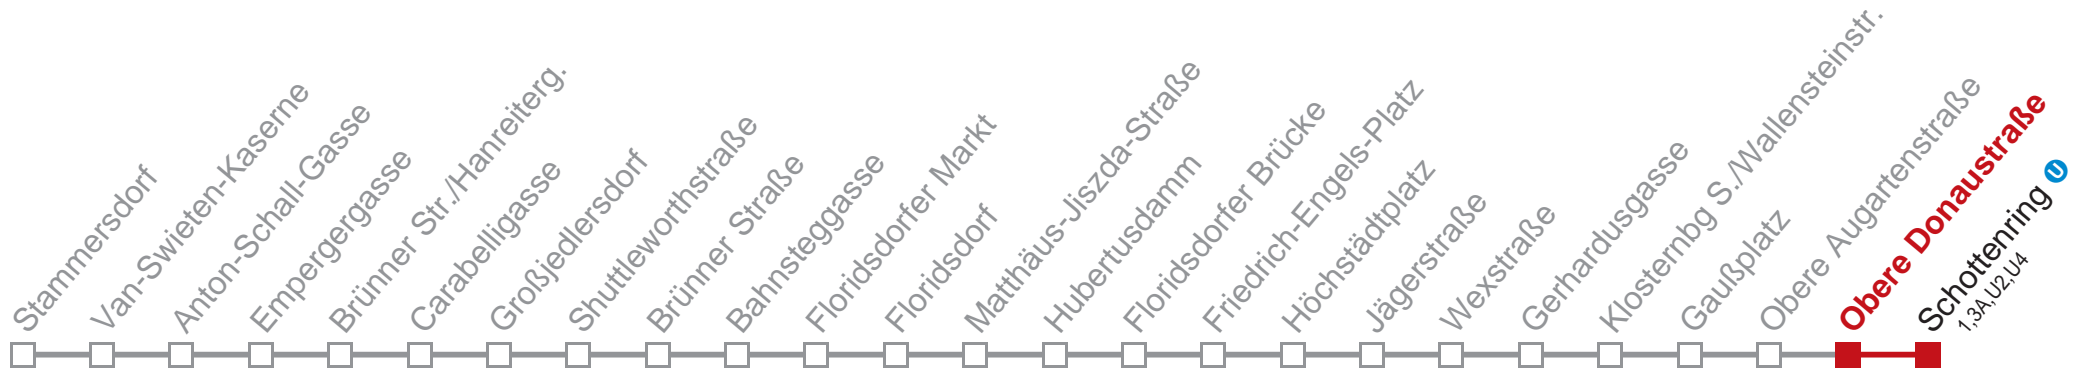 Stammersdorf
Van-Swieten-Kaserne
Anton-Schall-Gasse
Empergergasse
Brünner Str./Hanreiterg.
Carabelligasse
Großjedlersdorf
Shuttleworthstraße
Brünner Straße
Bahnsteggasse
Floridsdorfer Markt
Floridsdorf
Matthäus-Jiszda-Straße
Hubertusdamm
Floridsdorfer Brücke
Friedrich-Engels-Platz
Höchstädtplatz
Jägerstraße
Wexstraße
Gerhardusgasse
Klosternbg S./Wallensteinstr.
Gaußplatz
Obere Augartenstraße
Obere Donaustraße
Schottenring U
1,3A,U2,U4